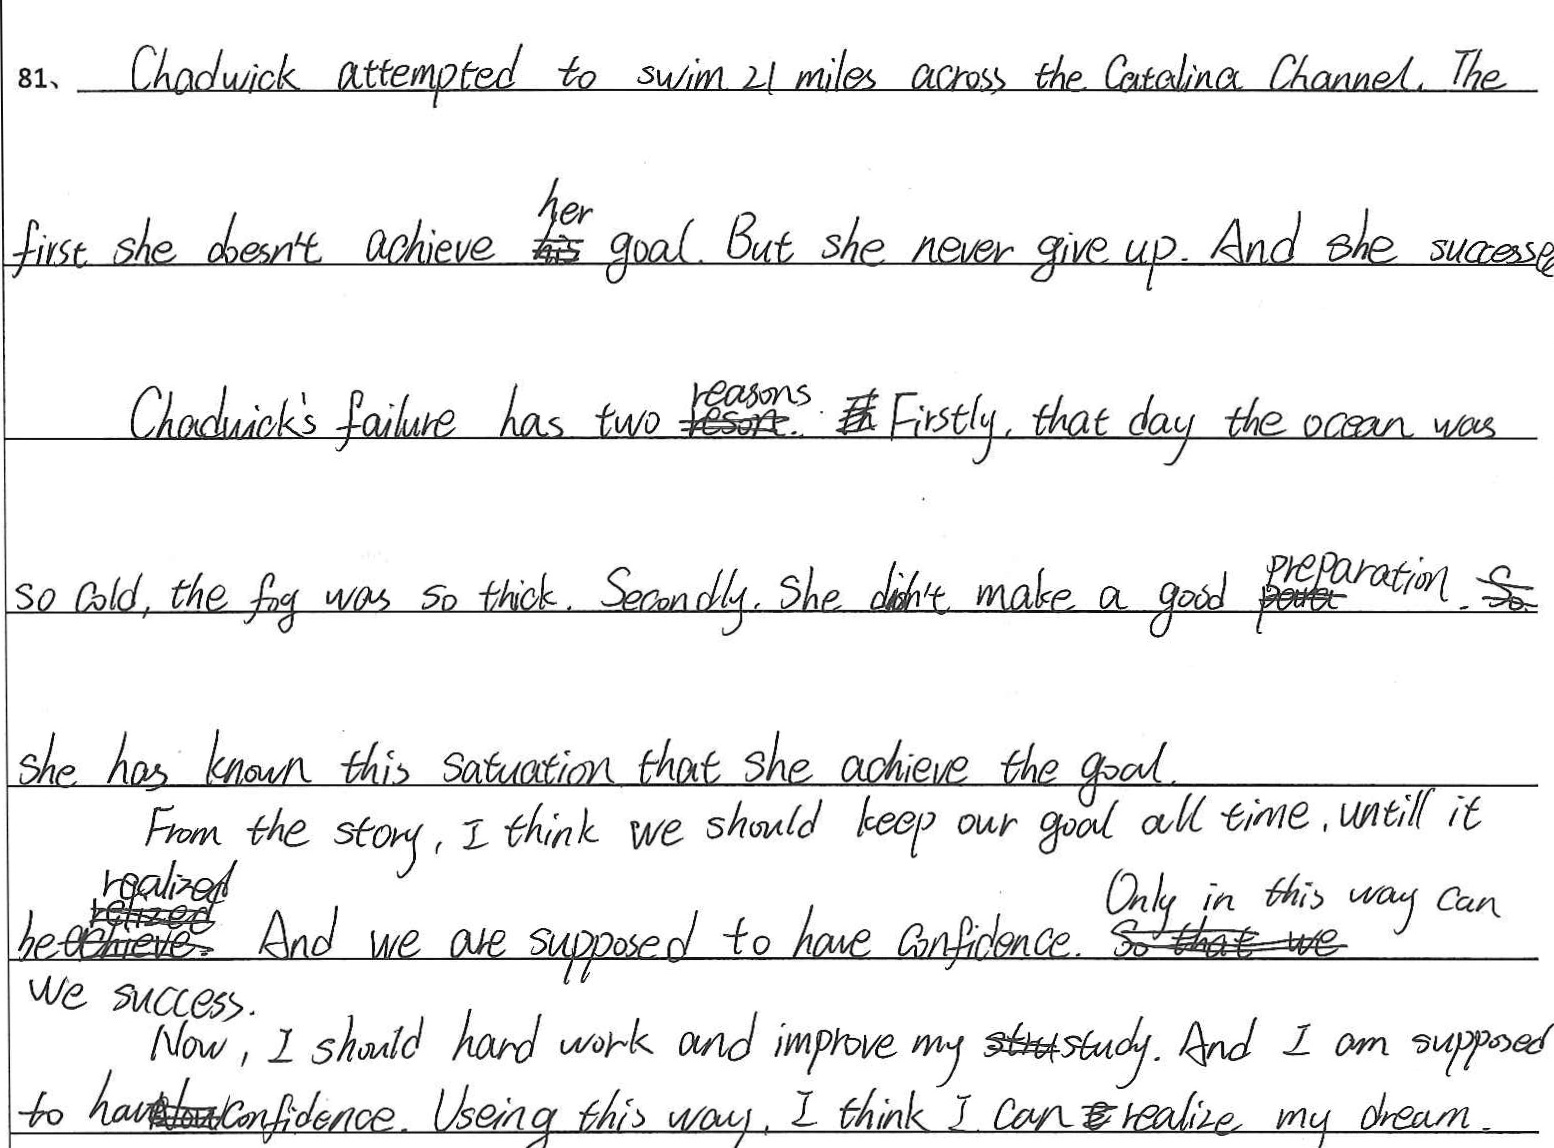 81、 Chadwick attempted to swim 21 miles across the Catalina Channel. The
first she doesn't achieve her goal. But she never give up. And she successe
Chadwick's failure has two reasons. Firstly, that day the ocean was
so cold, the fog was so thick. Secondly. She didn't make a good preparation.
she has known this satuation that she achieve the goal.
From the story, I think we should keep our goal all time, untill it
be realized And we are supposed to have confidence. Only in this way can
we success.
Now, I should hard work and improve my study. And I am supposed
to have confidence. Useing this way, I think I can realize my dream.